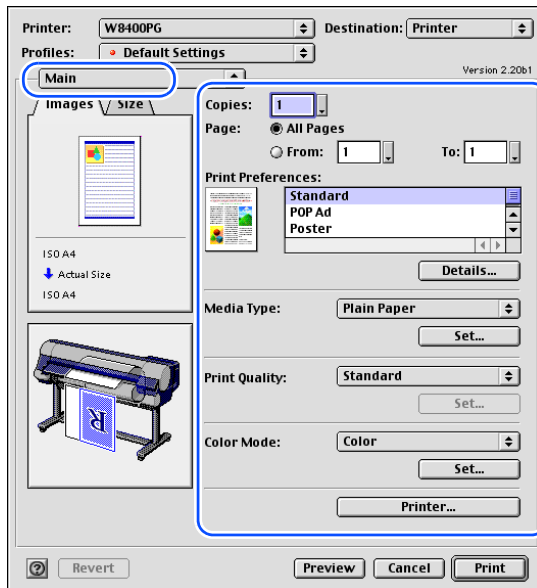 Printer: W8400PG Destination: Printer
Profiles: Default Settings
Version 2.20b1
Main
Images Size
ISO A4
Actual Size
ISO A4
Copies: 1
Page: All Pages
From: 1 To: 1
Print Preferences:
Standard
POP Ad
Poster
Details...
Media Type: Plain Paper
Set...
Print Quality: Standard
Set...
Color Mode: Color
Set...
Printer...
R
? Revert Preview Cancel Print